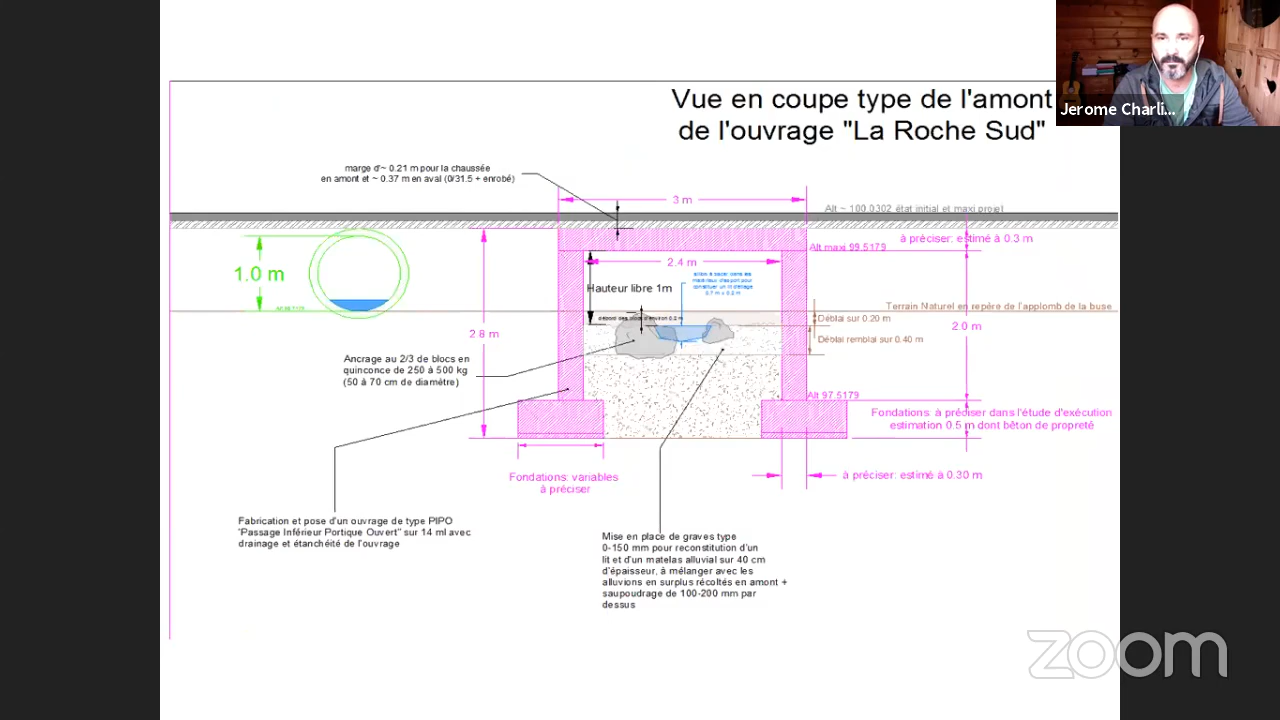 Jerome Charli...
Vue en coupe type de l'amont
de l'ouvrage "La Roche Sud"
marge d'~ 0.21 m pour la chaussée
en amont et ~ 0.37 m en aval (0/31.5 + enrobé)
3 m
Alt ~ 100.0302 état initial et maxi projet
à préciser: estimé à 0.3 m
Alt maxi 99.5179
1.0 m
2.4 m
Hauteur libre 1m
Terrain Naturel en repère de l'applomb de la buse
Déblai sur 0.20 m
2.8 m
2.0 m
Déblai remblai sur 0.40 m
Ancrage au 2/3 de blocs en
quinconce de 250 à 500 kg
(50 à 70 cm de diamétre)
Alt 97.5179
Fondations: à préciser dans l'étude d'exécution
estimation 0.5 m dont bêton de propreté
Fondations: variables
à préciser
à préciser: estimé à 0.30 m
Fabrication et pose d'un ouvrage de type PIPO
"Passage Inférieur Portique Ouvert" sur 14 ml avec
drainage et étanchéité de l'ouvrage
Mise en place de graves type
0-150 mm pour reconstitution d'un
lit et d'un matelas alluvial sur 40 cm
d'épaisseur, à mélanger avec les
alluvions en surplus récoltés en amont +
saupoudrage de 100-200 mm par
dessus
zoom